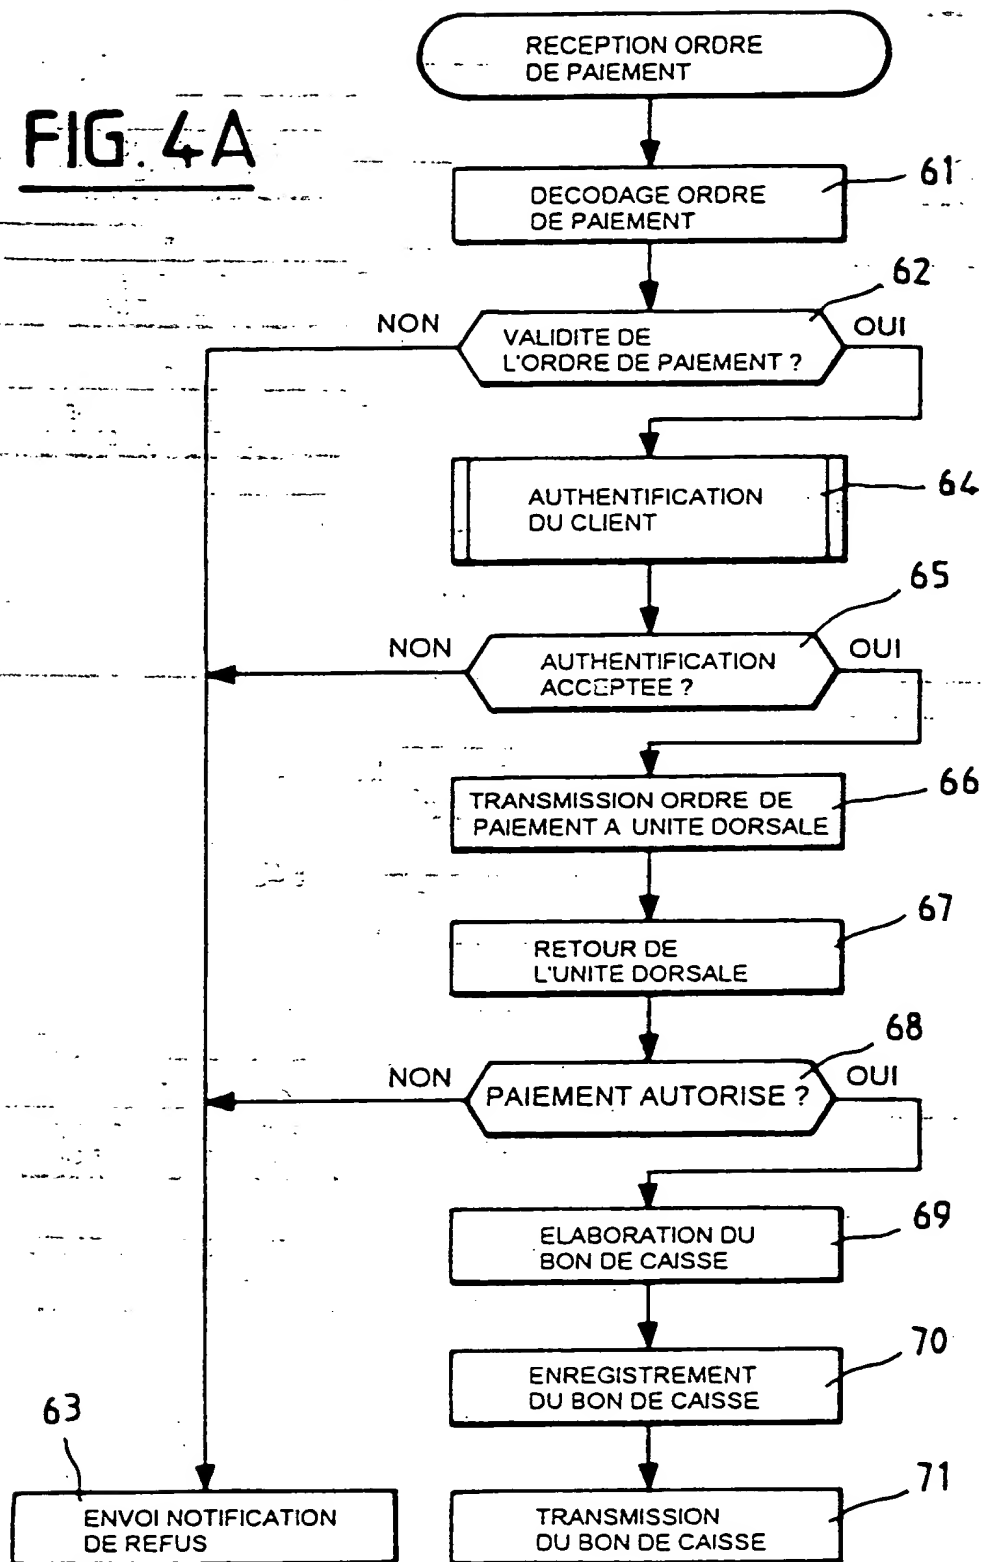 RECEPTION ORDRE
DE PAIEMENT
FIG. 4A
61
DECODAGE ORDRE
DE PAIEMENT
62
NON
OUI
VALIDITE DE
L'ORDRE DE PAIEMENT ?
64
AUTHENTIFICATION
DU CLIENT
65
NON
OUI
AUTHENTIFICATION
ACCEPTEE ?
66
TRANSMISSION ORDRE DE
PAIEMENT A UNITE DORSALE
67
RETOUR DE
L'UNITE DORSALE
68
NON
OUI
PAIEMENT AUTORISE ?
69
ELABORATION DU
BON DE CAISSE
70
ENREGISTREMENT
DU BON DE CAISSE
63
71
ENVOI NOTIFICATION
DE REFUS
TRANSMISSION
DU BON DE CAISSE